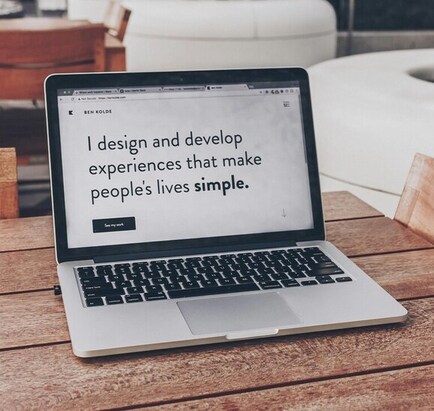 BEN KOLDE
I design and develop
experiences that make
people's lives simple.
See my work